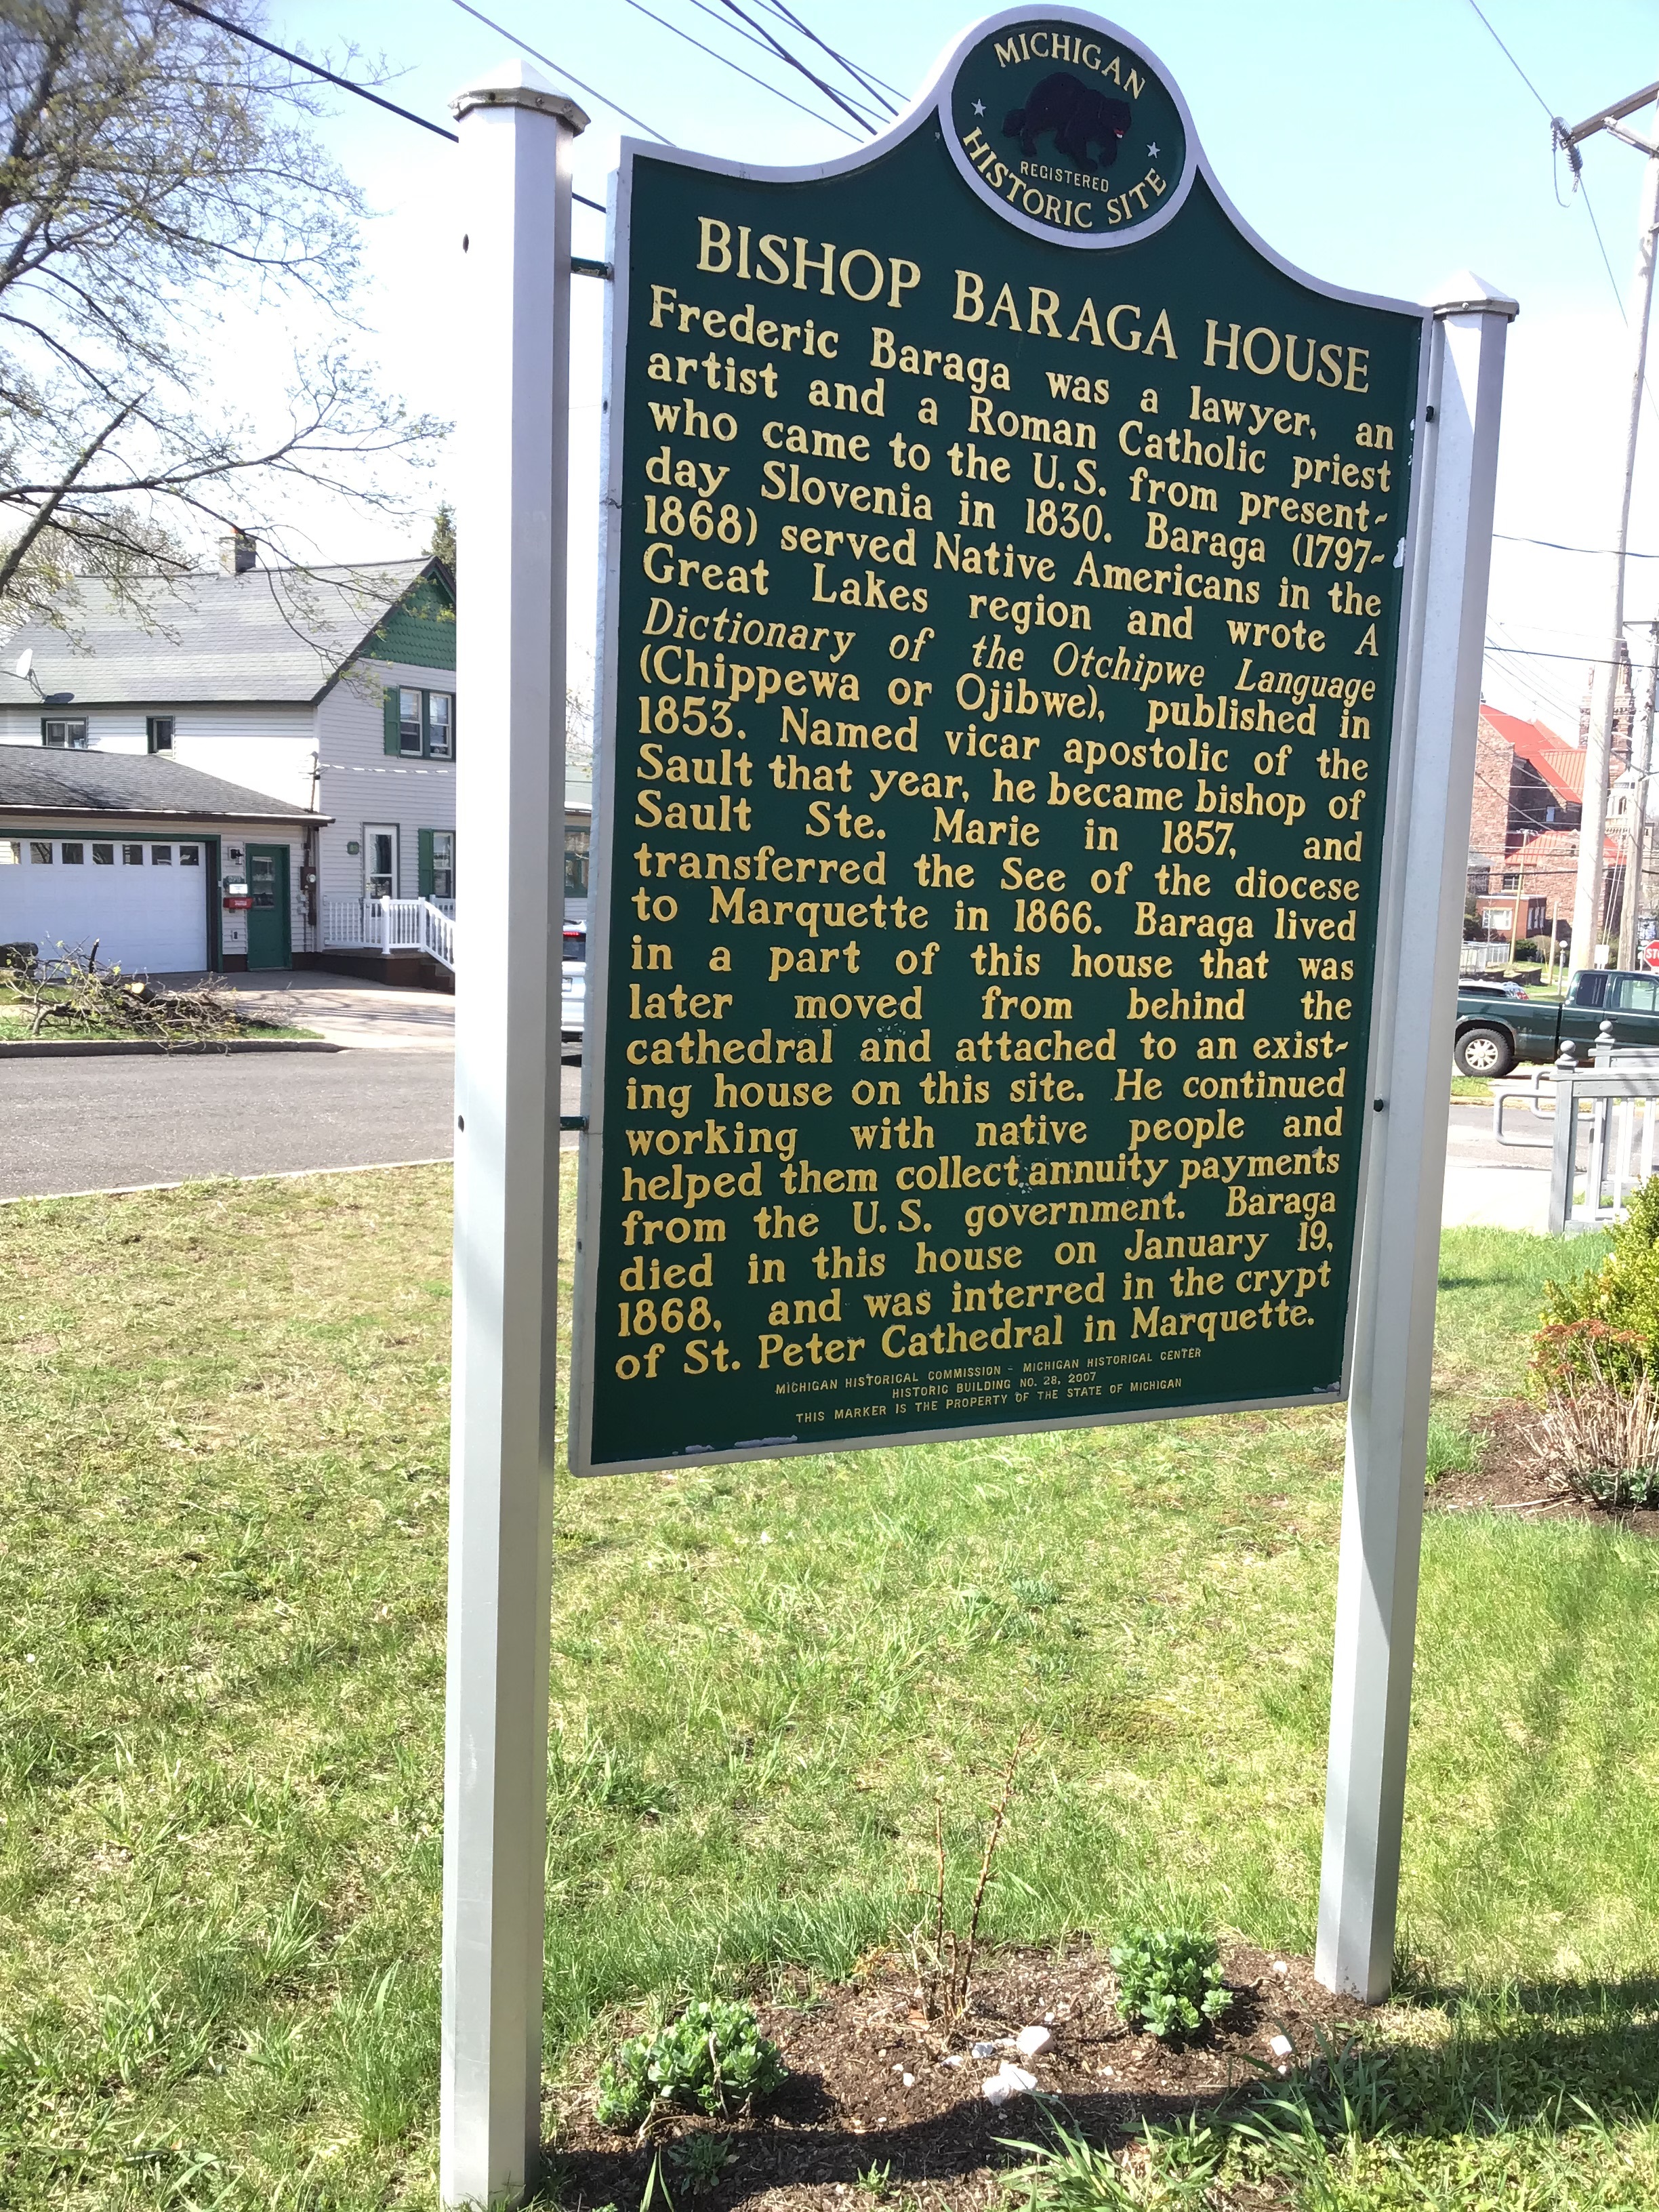 MICHIGAN
REGISTERED
HISTORIC SITE
BISHOP BARAGA HOUSE
Frederic Baraga was a lawyer, an
artist and a Roman Catholic priest
who came to the U.S. from present-
day Slovenia in 1830. Baraga (1797-
1868) served Native Americans in the
Great Lakes region and wrote A
Dictionary of the Otchipwe Language
(Chippewa or Ojibwe), published in
1853. Named vicar apostolic of the
Sault that year, he became bishop of
Sault Ste. Marie in 1857, and
transferred the See of the diocese
to Marquette in 1866. Baraga lived
in a part of this house that was
later moved from behind the
cathedral and attached to an exist-
ing house on this site. He continued
working with native people and
helped them collect annuity payments
from the U.S. government. Baraga
died in this house on January 19,
1868, and was interred in the crypt
of St. Peter Cathedral in Marquette.
MICHIGAN HISTORICAL COMMISSION - MICHIGAN HISTORICAL CENTER
HISTORIC BUILDING NO. 28, 2007
THIS MARKER IS THE PROPERTY OF THE STATE OF MICHIGAN